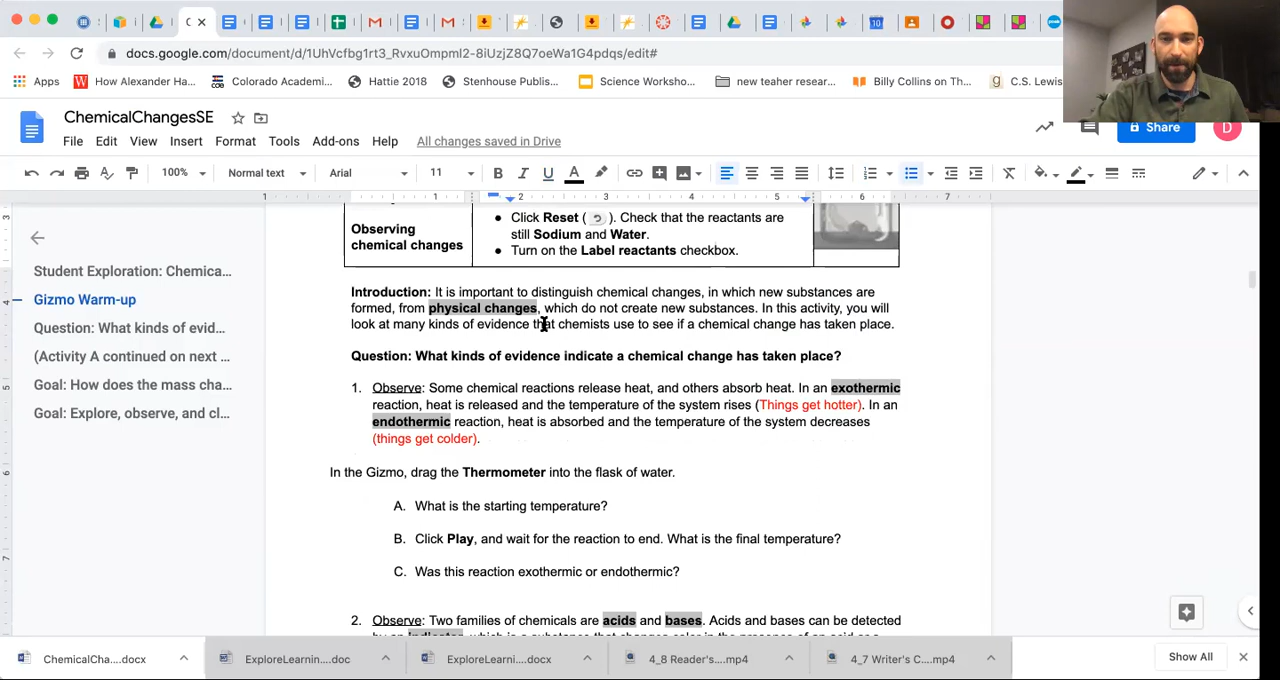 docs.google.com/document/d/1UhVcfbg1rt3_RvxuOmpml2-8iUzjZ8Q7oeWa1G4pdqs/edit#
Apps
How Alexander Ha...
Colorado Academi...
Hattie 2018
Stenhouse Publis...
Science Worksho...
new teaher resear...
Billy Collins on Th...
C.S. Lewis
ChemicalChangesSE
Share
D
File Edit View Insert Format Tools Add-ons Help All changes saved in Drive
100% Normal text Arial 11
1 1 2 3 4 5 6 7
3
4
5
6
7
Student Exploration: Chemica...
Gizmo Warm-up
Question: What kinds of evid...
(Activity A continued on next ...
Goal: How does the mass cha...
Goal: Explore, observe, and cl...
Observing
chemical changes
• Click Reset ( ). Check that the reactants are
still Sodium and Water.
• Turn on the Label reactants checkbox.
Introduction: It is important to distinguish chemical changes, in which new substances are
formed, from physical changes, which do not create new substances. In this activity, you will
look at many kinds of evidence that chemists use to see if a chemical change has taken place.
Question: What kinds of evidence indicate a chemical change has taken place?
1. Observe: Some chemical reactions release heat, and others absorb heat. In an exothermic
reaction, heat is released and the temperature of the system rises (Things get hotter). In an
endothermic reaction, heat is absorbed and the temperature of the system decreases
(things get colder).
In the Gizmo, drag the Thermometer into the flask of water.
A. What is the starting temperature?
B. Click Play, and wait for the reaction to end. What is the final temperature?
C. Was this reaction exothermic or endothermic?
2. Observe: Two families of chemicals are acids and bases. Acids and bases can be detected
ChemicalCha....docx
ExploreLearnin....doc
ExploreLearni....docx
4_8 Reader's....mp4
4_7 Writer's C....mp4
Show All